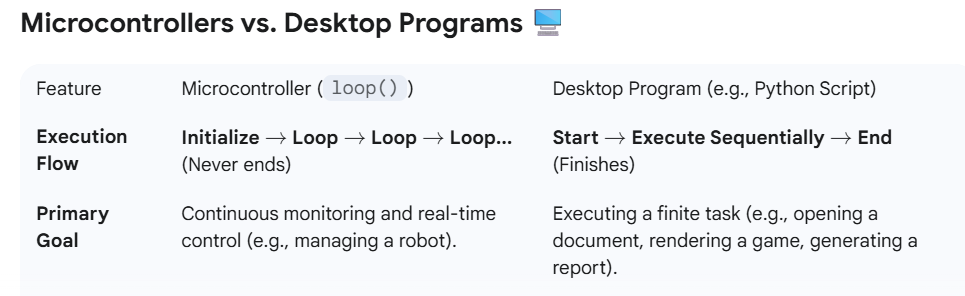 Microcontrollers vs. Desktop Programs 🖥️
Feature
Microcontroller ( loop() )
Desktop Program (e.g., Python Script)
Execution
Flow
Initialize → Loop → Loop → Loop...
(Never ends)
Start → Execute Sequentially → End
(Finishes)
Primary
Goal
Continuous monitoring and real-time
control (e.g., managing a robot).
Executing a finite task (e.g., opening a
document, rendering a game, generating a
report).